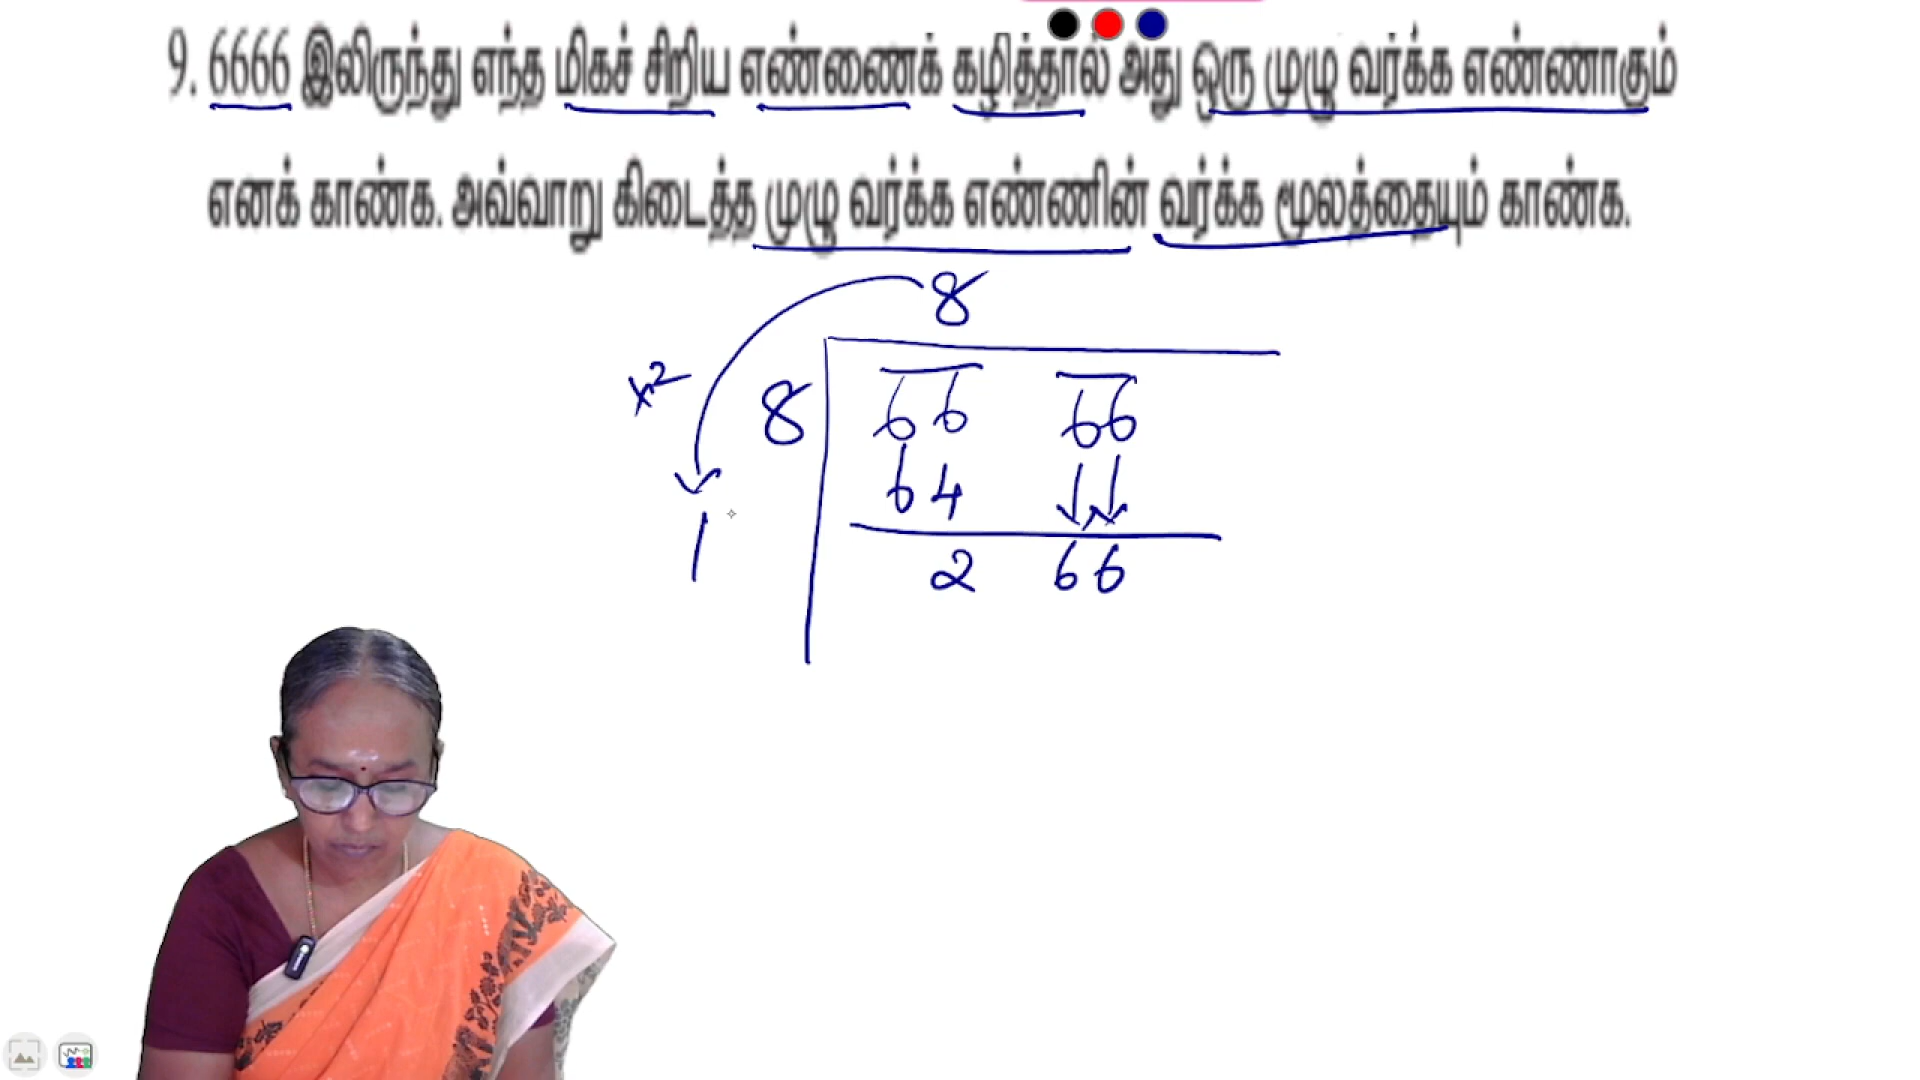 9. 6666 இலிருந்து எந்த மிகச் சிறிய எண்ணைக் கழித்தால் அது ஒரு முழு வர்க்க எண்ணாகும்
எனக் காண்க. அவ்வாறு கிடைத்த முழு வர்க்க எண்ணின் வர்க்க மூலத்தையும் காண்க.
8
x2 8 66 66
64
1 2 66